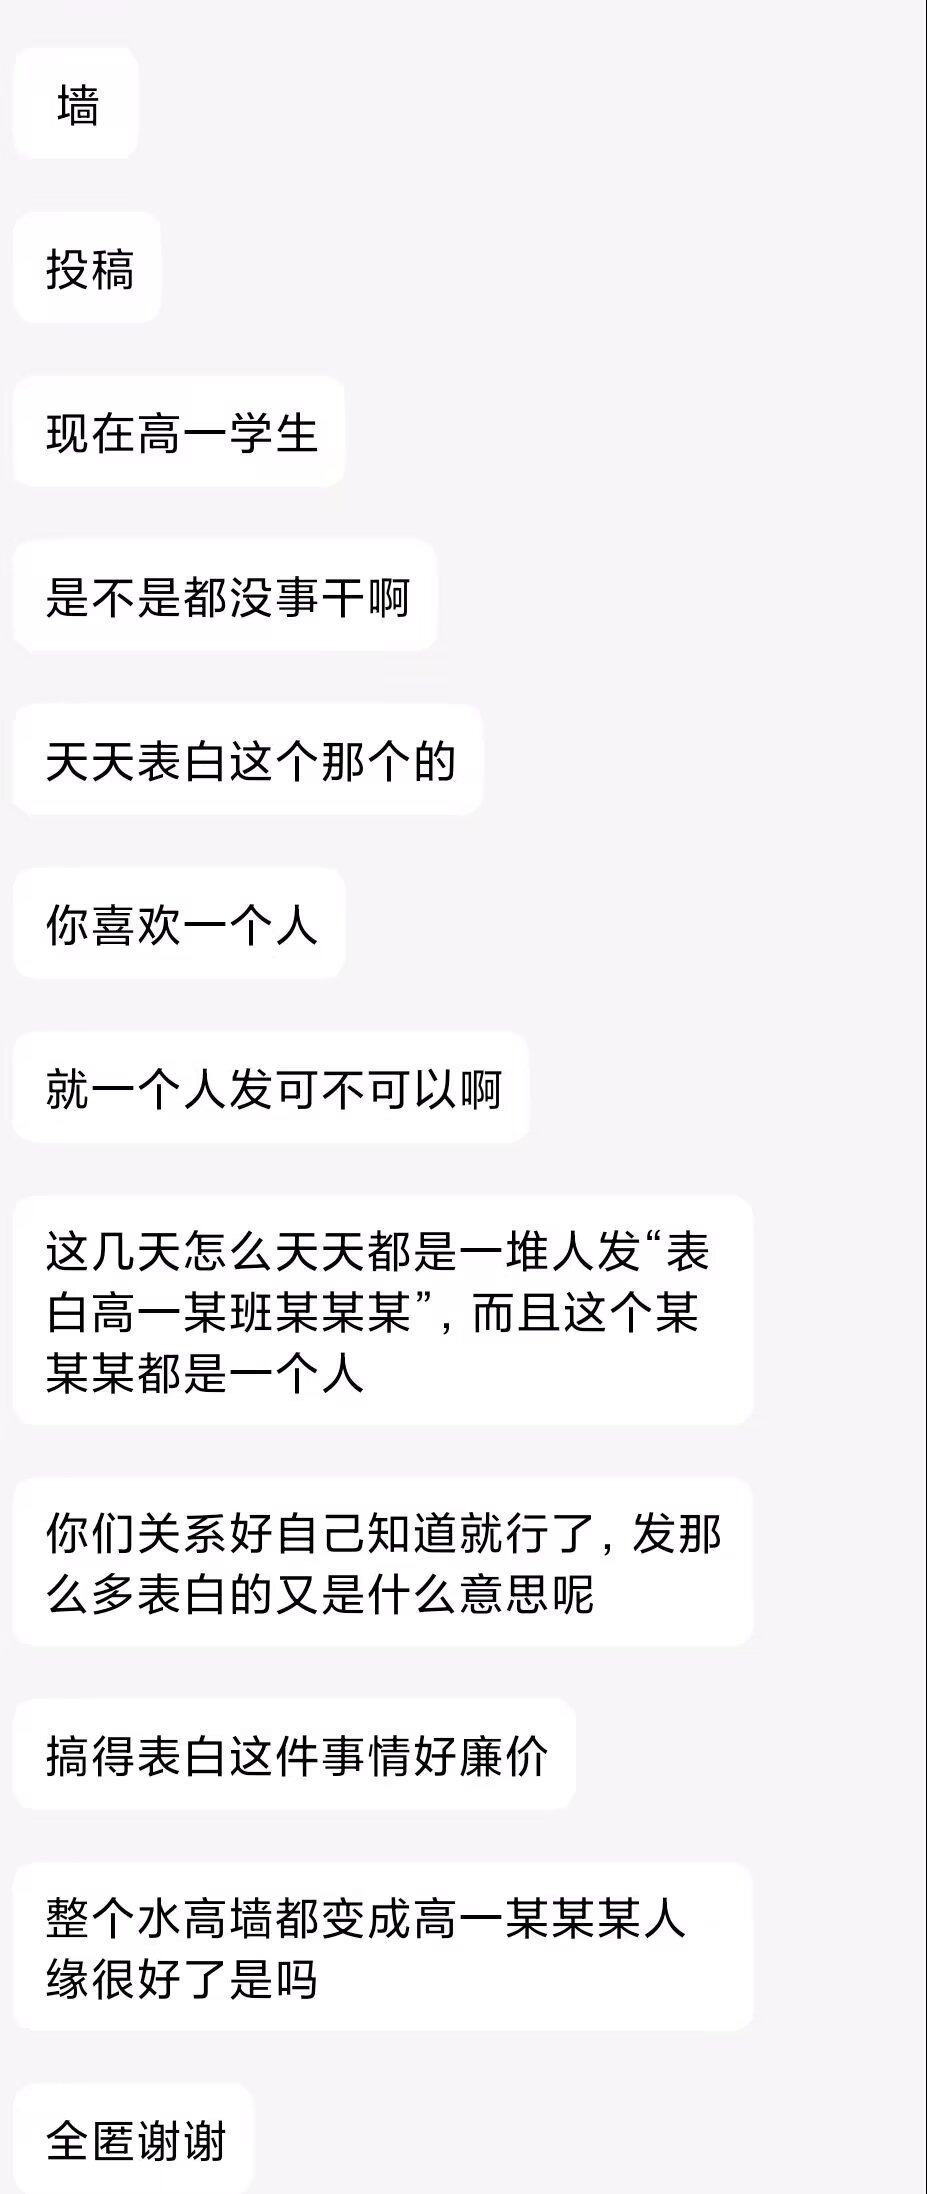 墙
投稿
现在高一学生
是不是都没事干啊
天天表白这个那个的
你喜欢一个人
就一个人发可不可以啊
这几天怎么天天都是一堆人发“表
白高一某班某某某”，而且这个某
某某都是一个人
你们关系好自己知道就行了，发那
么多表白的又是什么意思呢
搞得表白这件事情好廉价
整个水高墙都变成高一某某某人
缘很好了是吗
全匿谢谢